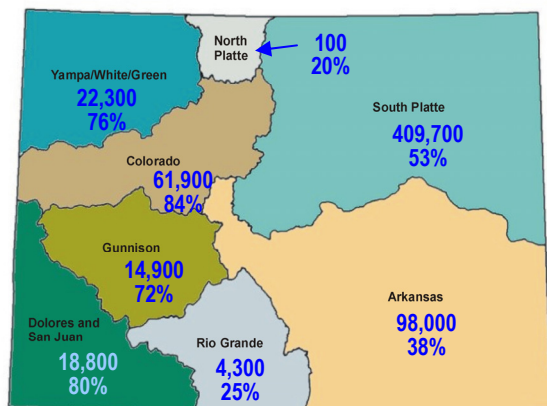 North
Platte
100
20%
Yampa/White/Green
22,300
76%
South Platte
409,700
53%
Colorado
61,900
84%
Gunnison
14,900
72%
Arkansas
98,000
38%
Dolores and
San Juan
18,800
80%
Rio Grande
4,300
25%